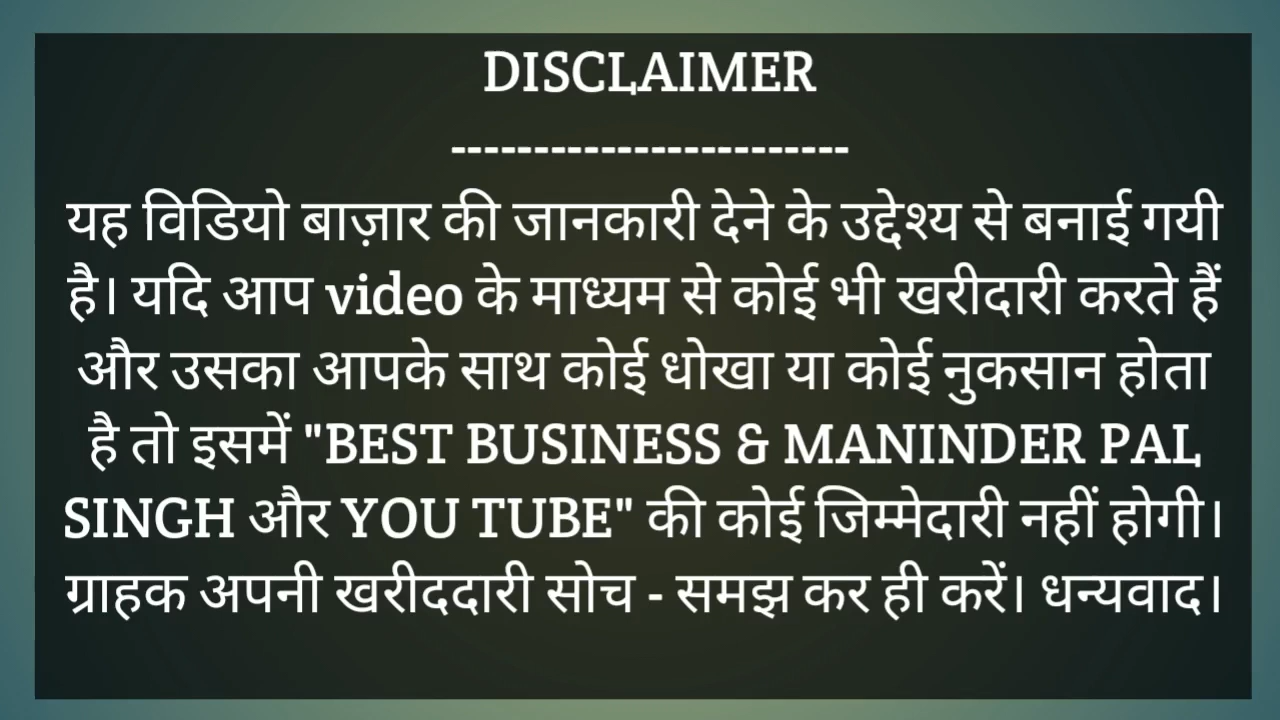 DISCLAIMER
------------------------
यह विडियो बाज़ार की जानकारी देने के उद्देश्य से बनाई गयी
है। यदि आप video के माध्यम से कोई भी खरीदारी करते हैं
और उसका आपके साथ कोई धोखा या कोई नुकसान होता
है तो इसमें "BEST BUSINESS & MANINDER PAL
SINGH और YOU TUBE" की कोई जिम्मेदारी नहीं होगी।
ग्राहक अपनी खरीददारी सोच - समझ कर ही करें। धन्यवाद।